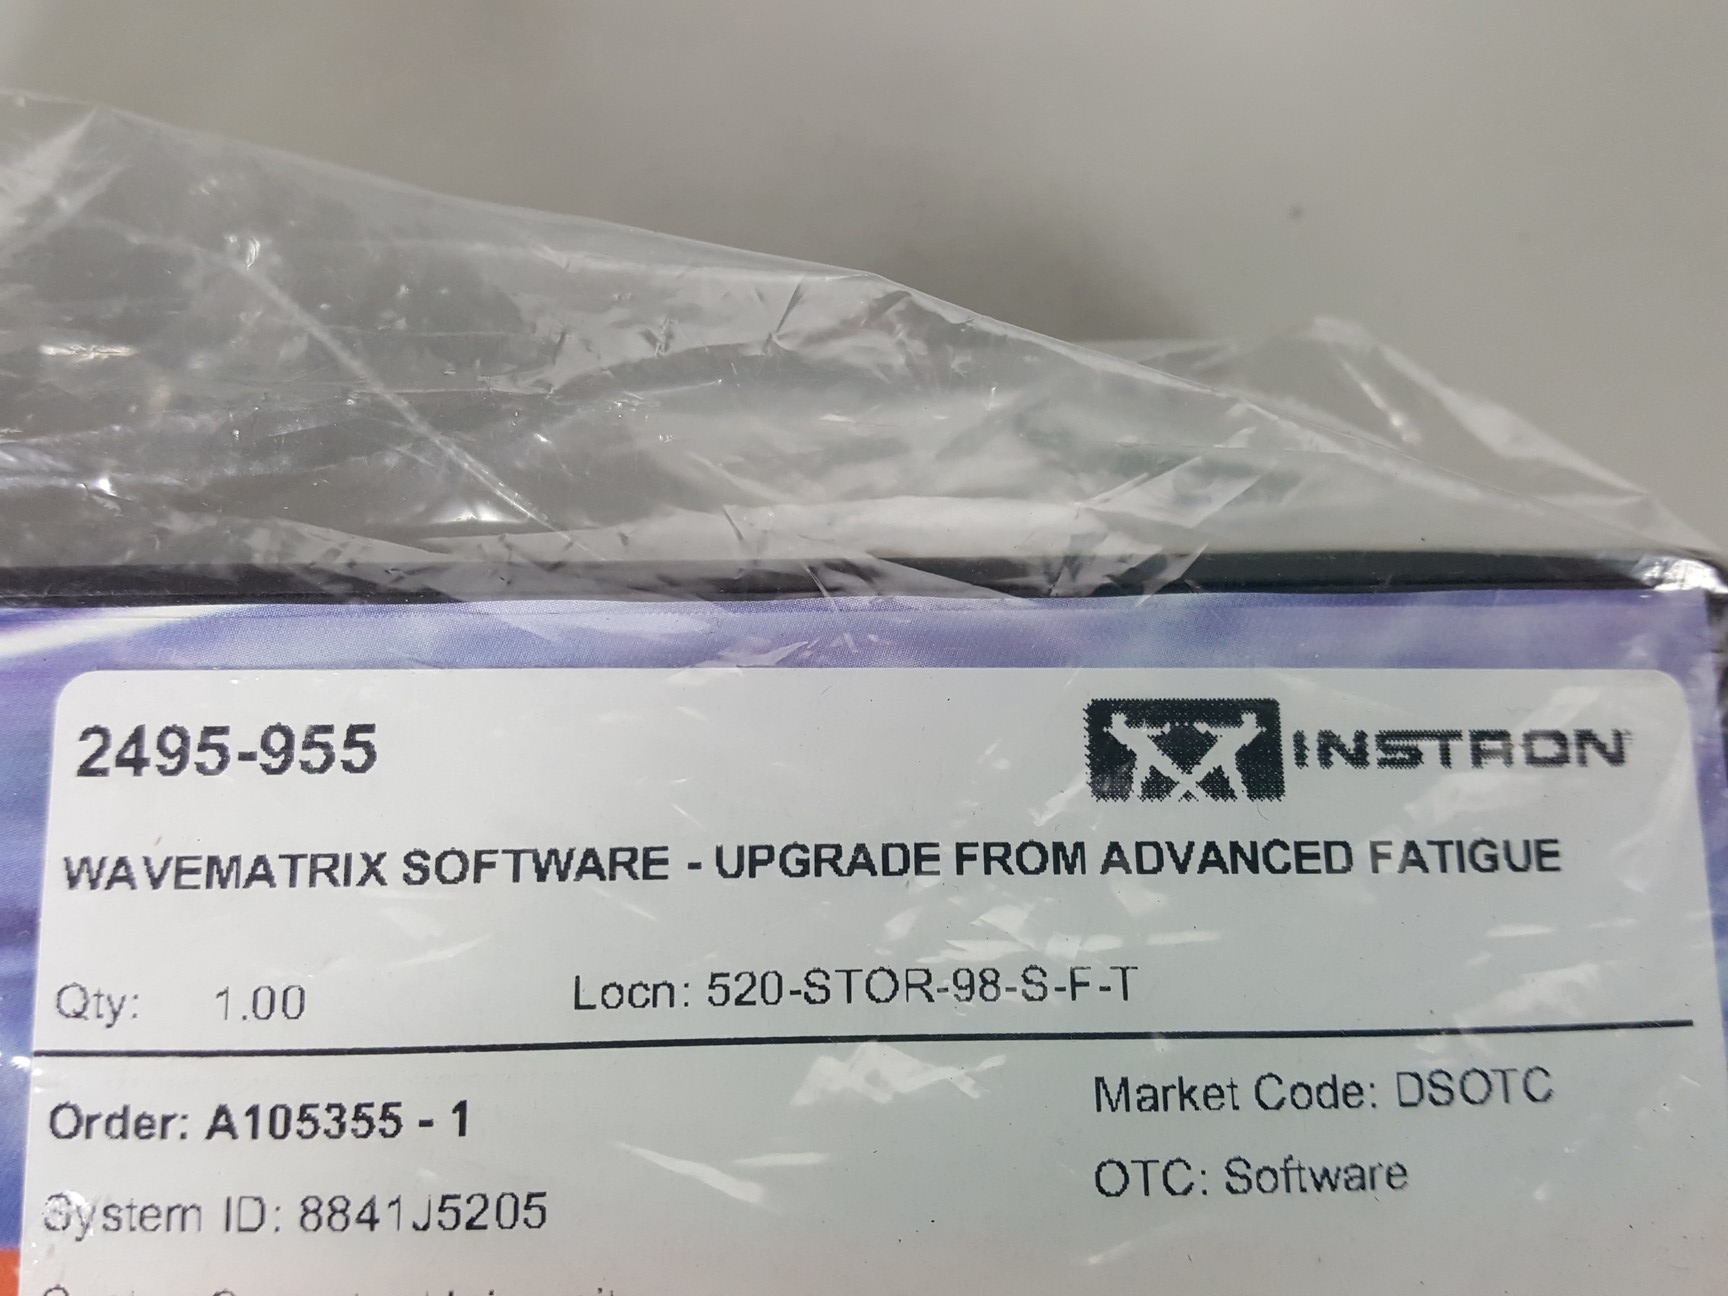 2495-955
INSTRON
WAVEMATRIX SOFTWARE - UPGRADE FROM ADVANCED FATIGUE
Qty: 1.00 Locn: 520-STOR-98-S-F-T
Order: A105355 - 1
Market Code: DSOTC
System ID: 8841J5205
OTC: Software